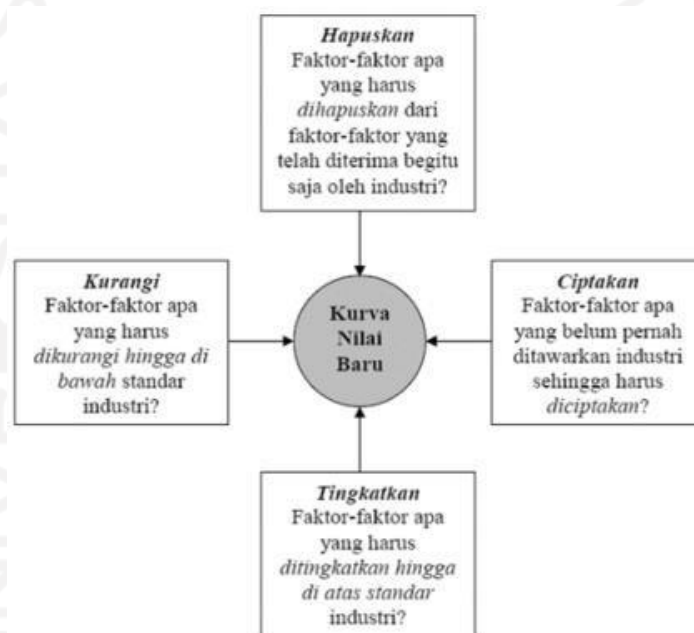 Hapuskan
Faktor-faktor apa
yang harus
dihapuskan dari
faktor-faktor yang
telah diterima begitu
saja oleh industri?
Kurangi
Faktor-faktor apa
yang harus
dikurangi hingga di
bawah standar
industri?
Kurva
Nilai
Baru
Ciptakan
Faktor-faktor apa
yang belum pernah
ditawarkan industri
sehingga harus
diciptakan?
Tingkatkan
Faktor-faktor apa
yang harus
ditingkatkan hingga
di atas standar
industri?